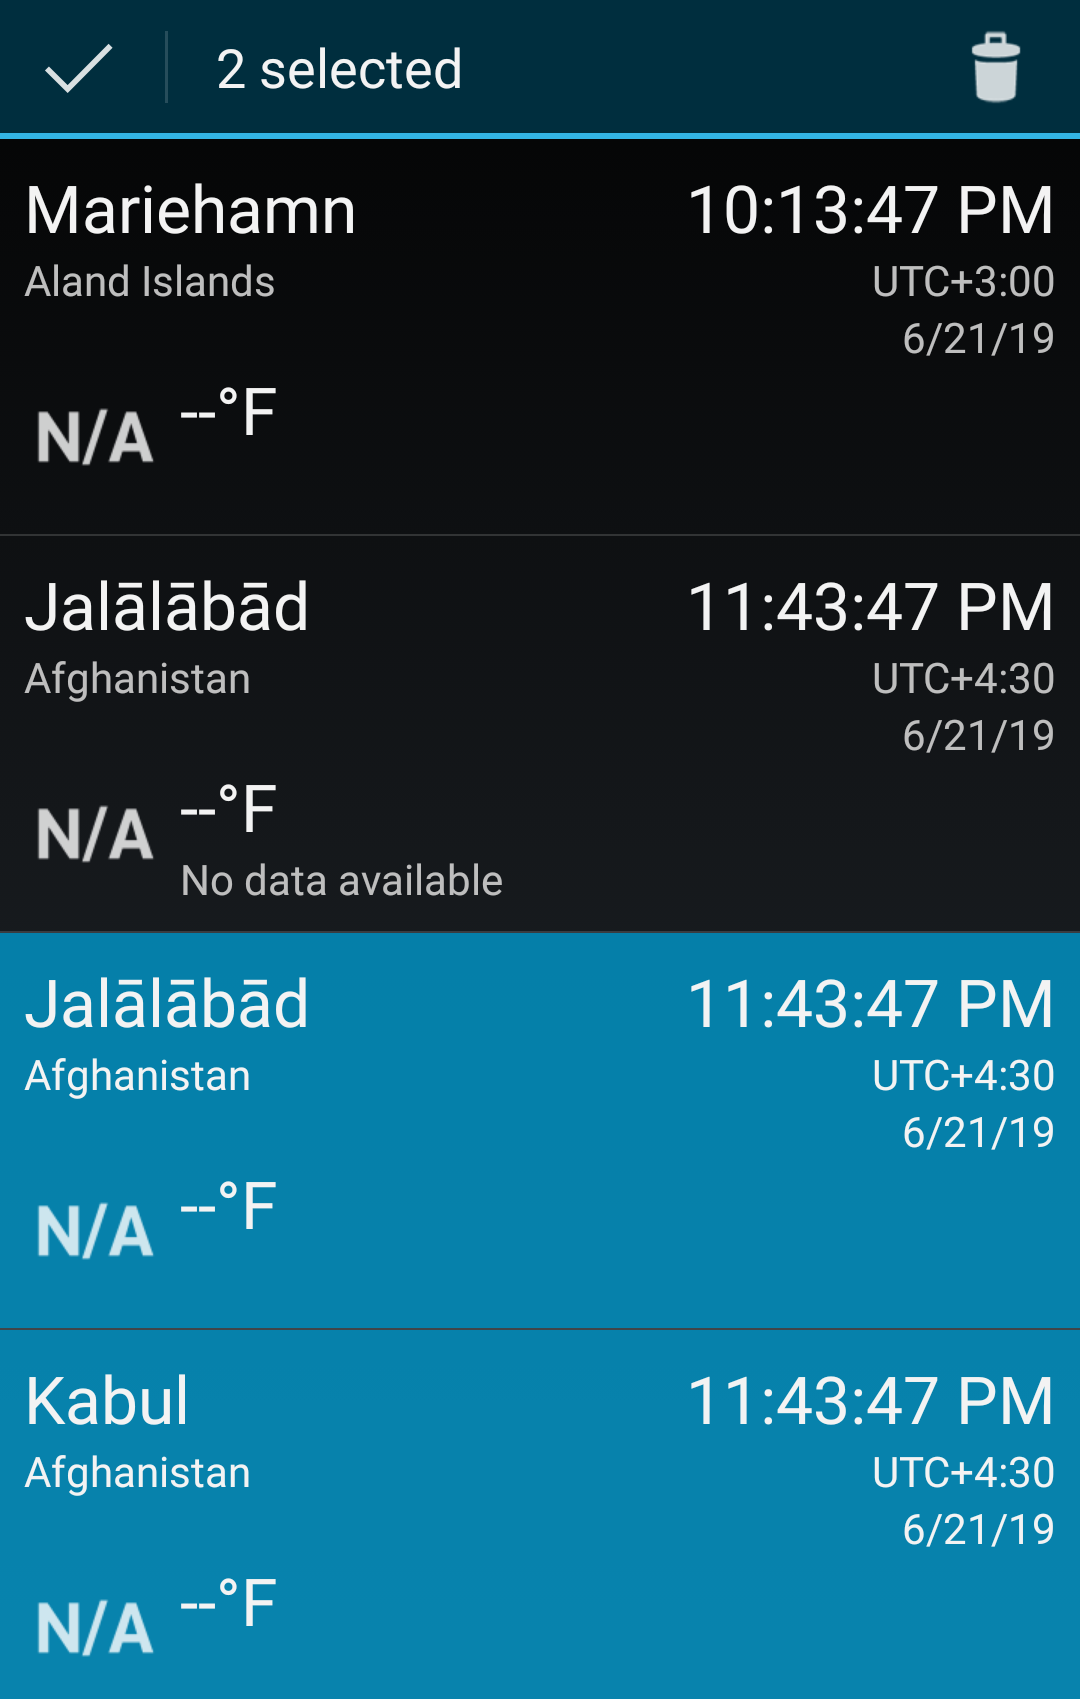 2 selected
Mariehamn 10:13:47 PM
Aland Islands UTC+3:00
6/21/19
N/A --°F
Jalālābād 11:43:47 PM
Afghanistan UTC+4:30
6/21/19
N/A --°F
No data available
Jalālābād 11:43:47 PM
Afghanistan UTC+4:30
6/21/19
N/A --°F
Kabul 11:43:47 PM
Afghanistan UTC+4:30
6/21/19
N/A --°F